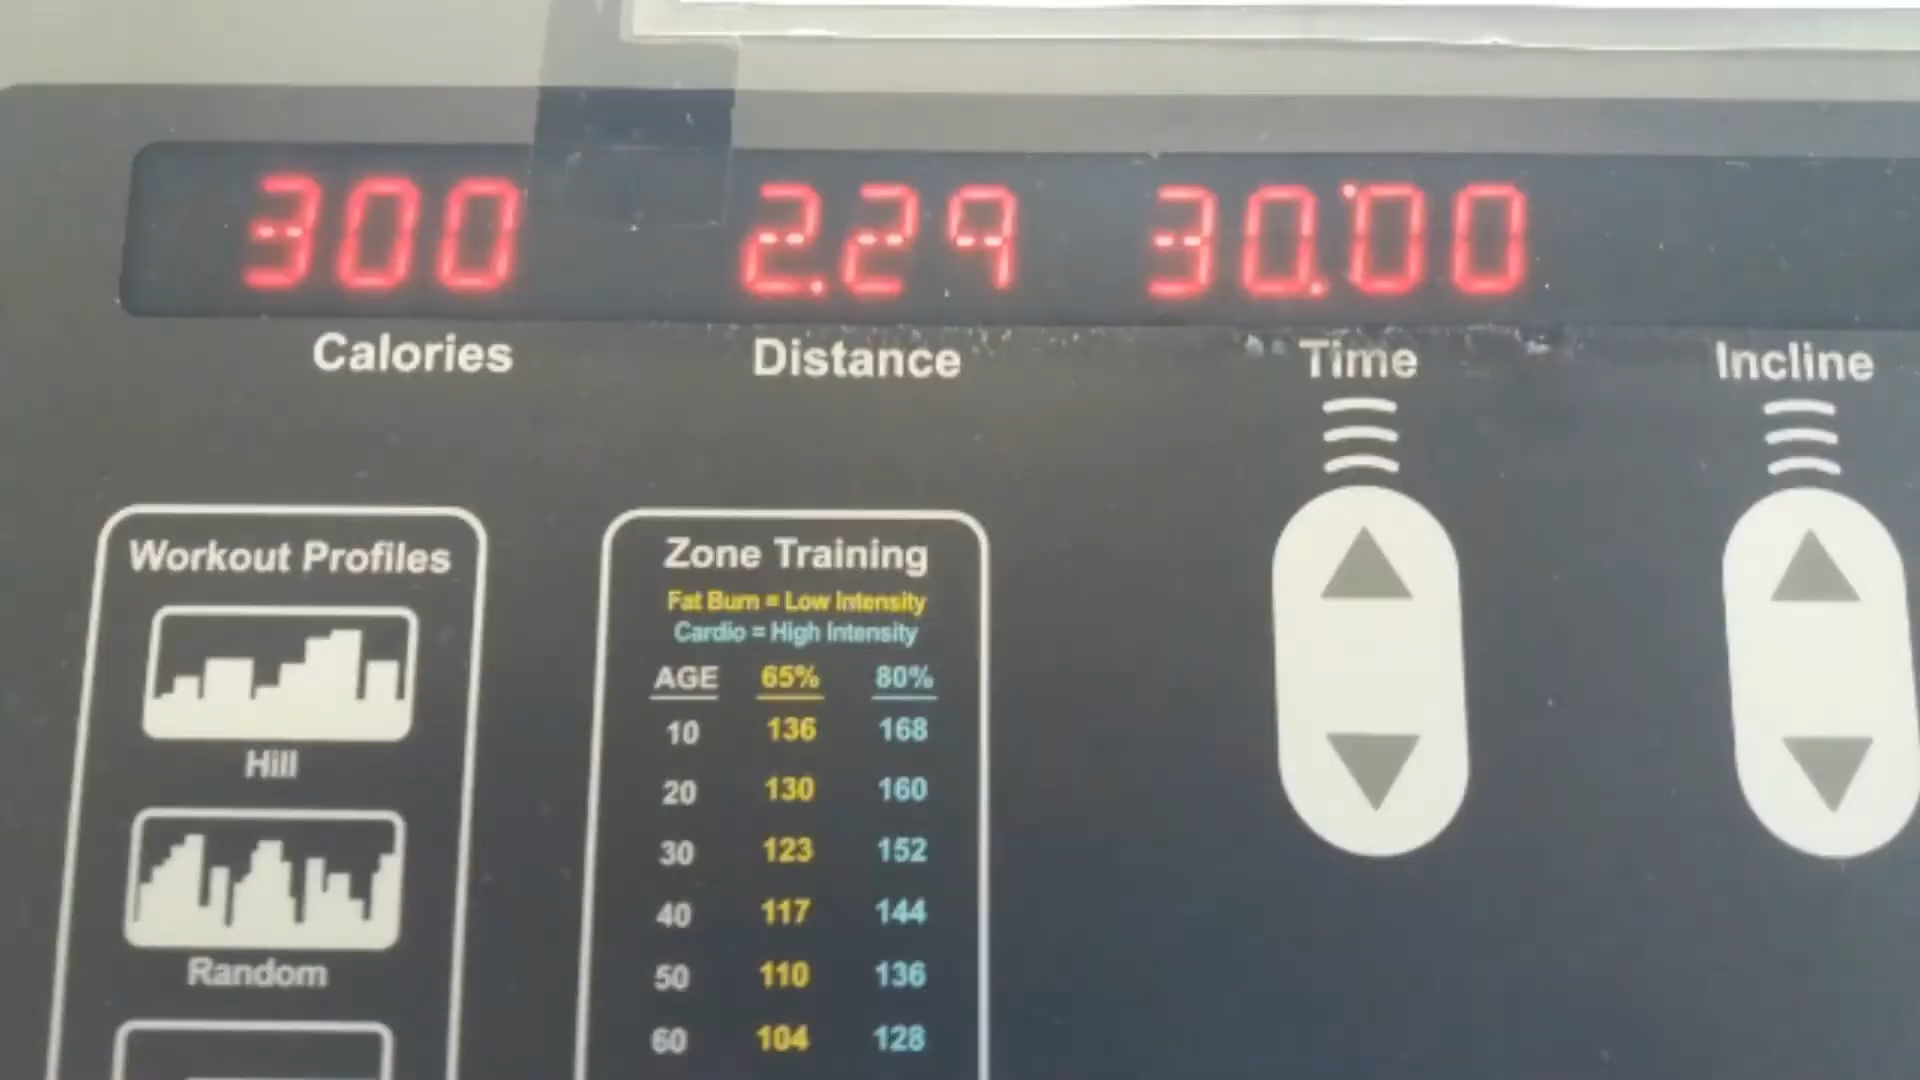 300 2.29 30:00
Calories Distance Time Incline
Workout Profiles
Hill
Random
Zone Training
Fat Burn = Low Intensity
Cardio = High Intensity
AGE 65% 80%
10 136 168
20 130 160
30 123 152
40 117 144
50 110 136
60 104 128